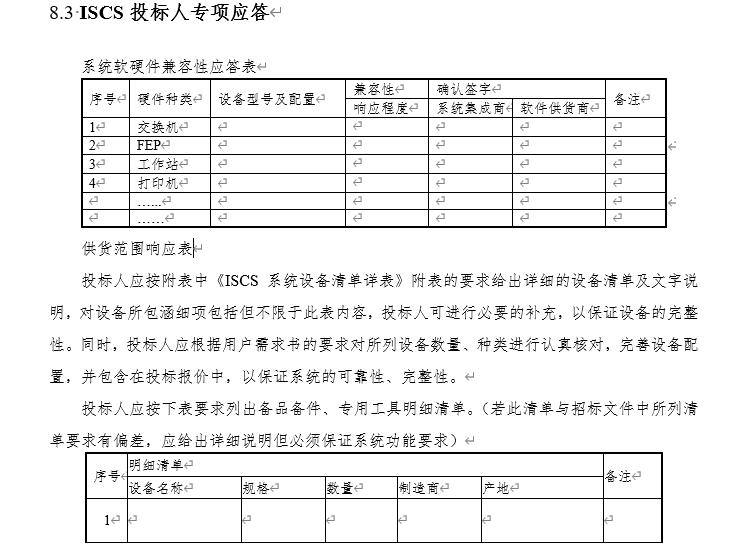 8.3 ISCS 投标人专项应答
系统软硬件兼容性应答表
序号 硬件种类 设备型号及配置 兼容性 确认签字 备注
响应程度 系统集成商 软件供货商
1 交换机
2 FEP
3 工作站
4 打印机
……
……
供货范围响应表
投标人应按附表中《ISCS 系统设备清单详表》附表的要求给出详细的设备清单及文字说
明，对设备所包涵细项包括但不限于此表内容，投标人可进行必要的补充，以保证设备的完整
性。同时，投标人应根据用户需求书的要求对所列设备数量、种类进行认真核对，完善设备配
置，并包含在投标报价中，以保证系统的可靠性、完整性。
投标人应按下表要求列出备品备件、专用工具明细清单。（若此清单与招标文件中所列清
单要求有偏差，应给出详细说明但必须保证系统功能要求）
序号 明细清单 备注
设备名称 规格 数量 制造商 产地
1